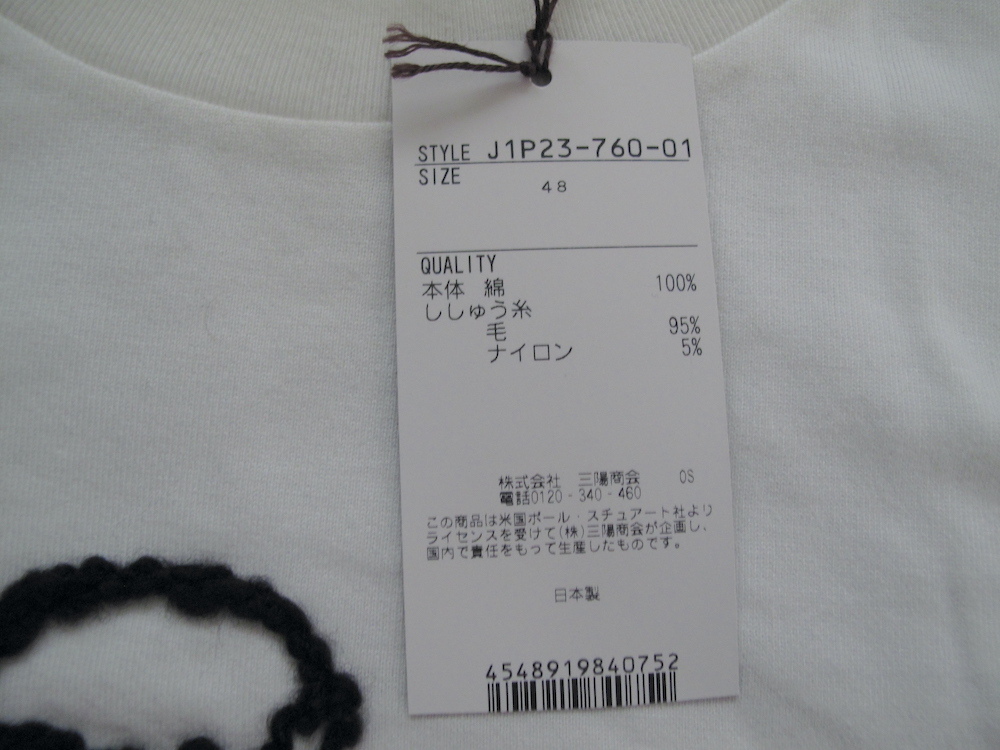 STYLE J1P23-760-01
SIZE
48
QUALITY
本体 綿 100%
ししゅう糸
毛 95%
ナイロン 5%
株式会社 三陽商会 OS
電話0120-340-460
この商品は米国ポール・スチュアート社より
ライセンスを受けて(株)三陽商会が企画し、
国内で責任をもって生産したものです。
日本製
4548919840752